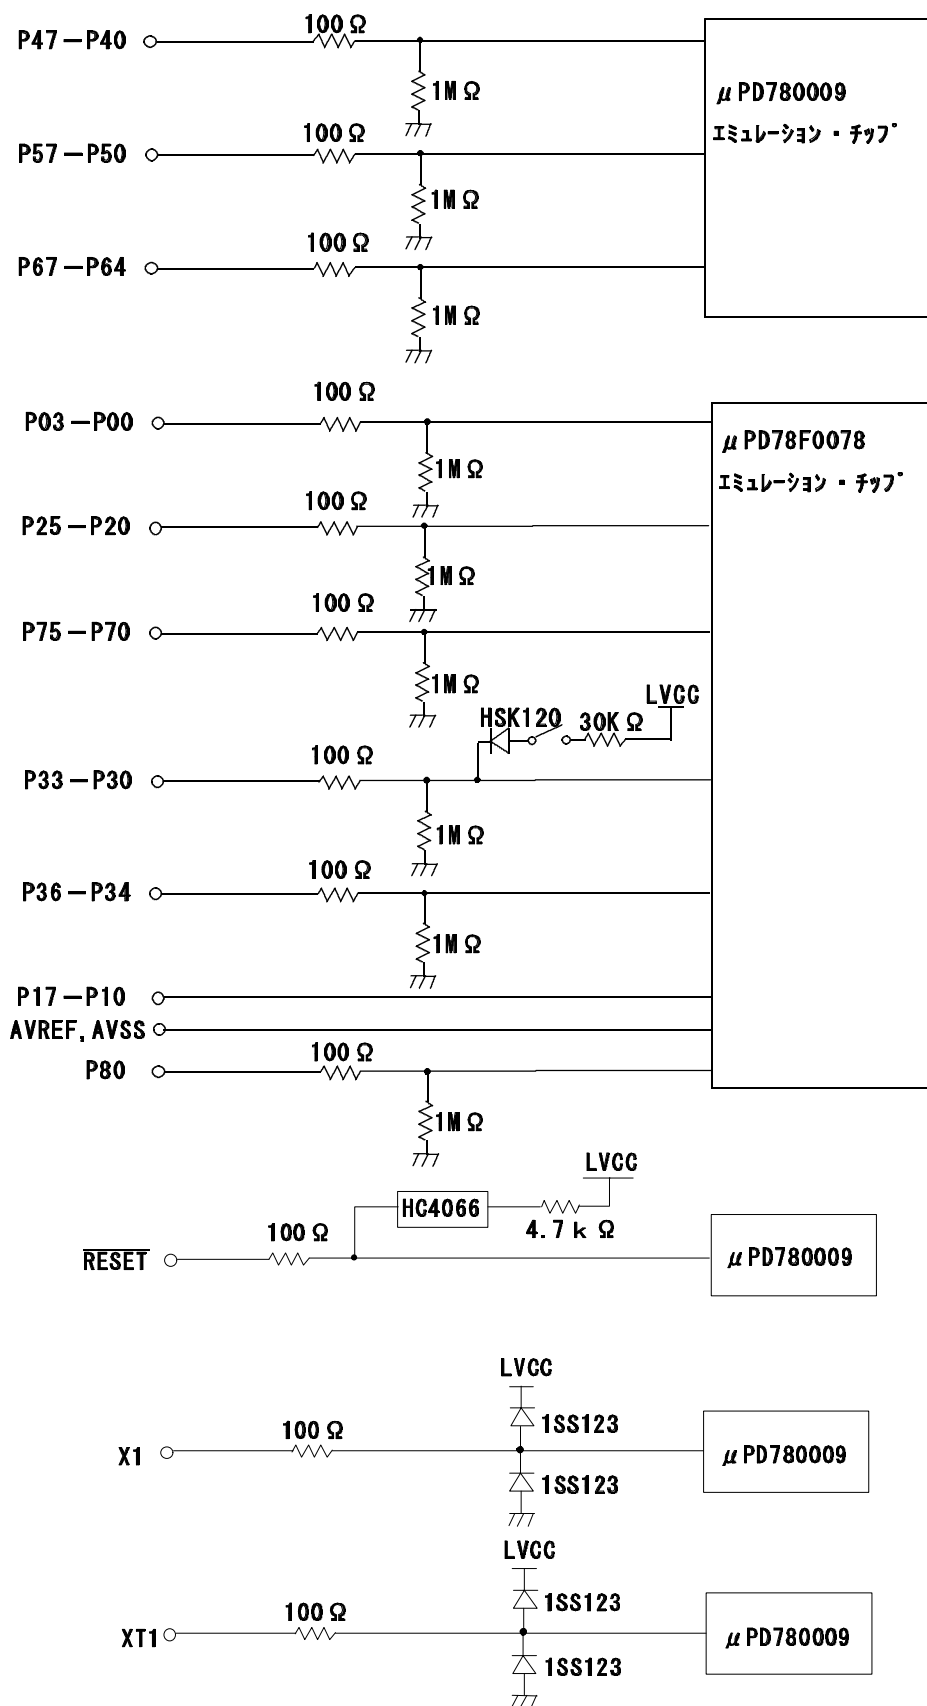 100Ω
P47−P40
1MΩ
μPD780009
エミュレーション・チップ
100Ω
P57−P50
1MΩ
100Ω
P67−P64
1MΩ
100Ω
P03−P00
μPD78F0078
エミュレーション・チップ
1MΩ
100Ω
P25−P20
1MΩ
100Ω
P75−P70
1MΩ
LVCC
HSK120
30KΩ
100Ω
P33−P30
1MΩ
100Ω
P36−P34
1MΩ
P17−P10
AVREF, AVSS
100Ω
P80
1MΩ
LVCC
HC4066
4.7kΩ
100Ω
RESET
μPD780009
LVCC
1SS123
100Ω
X1
μPD780009
1SS123
LVCC
1SS123
100Ω
XT1
μPD780009
1SS123